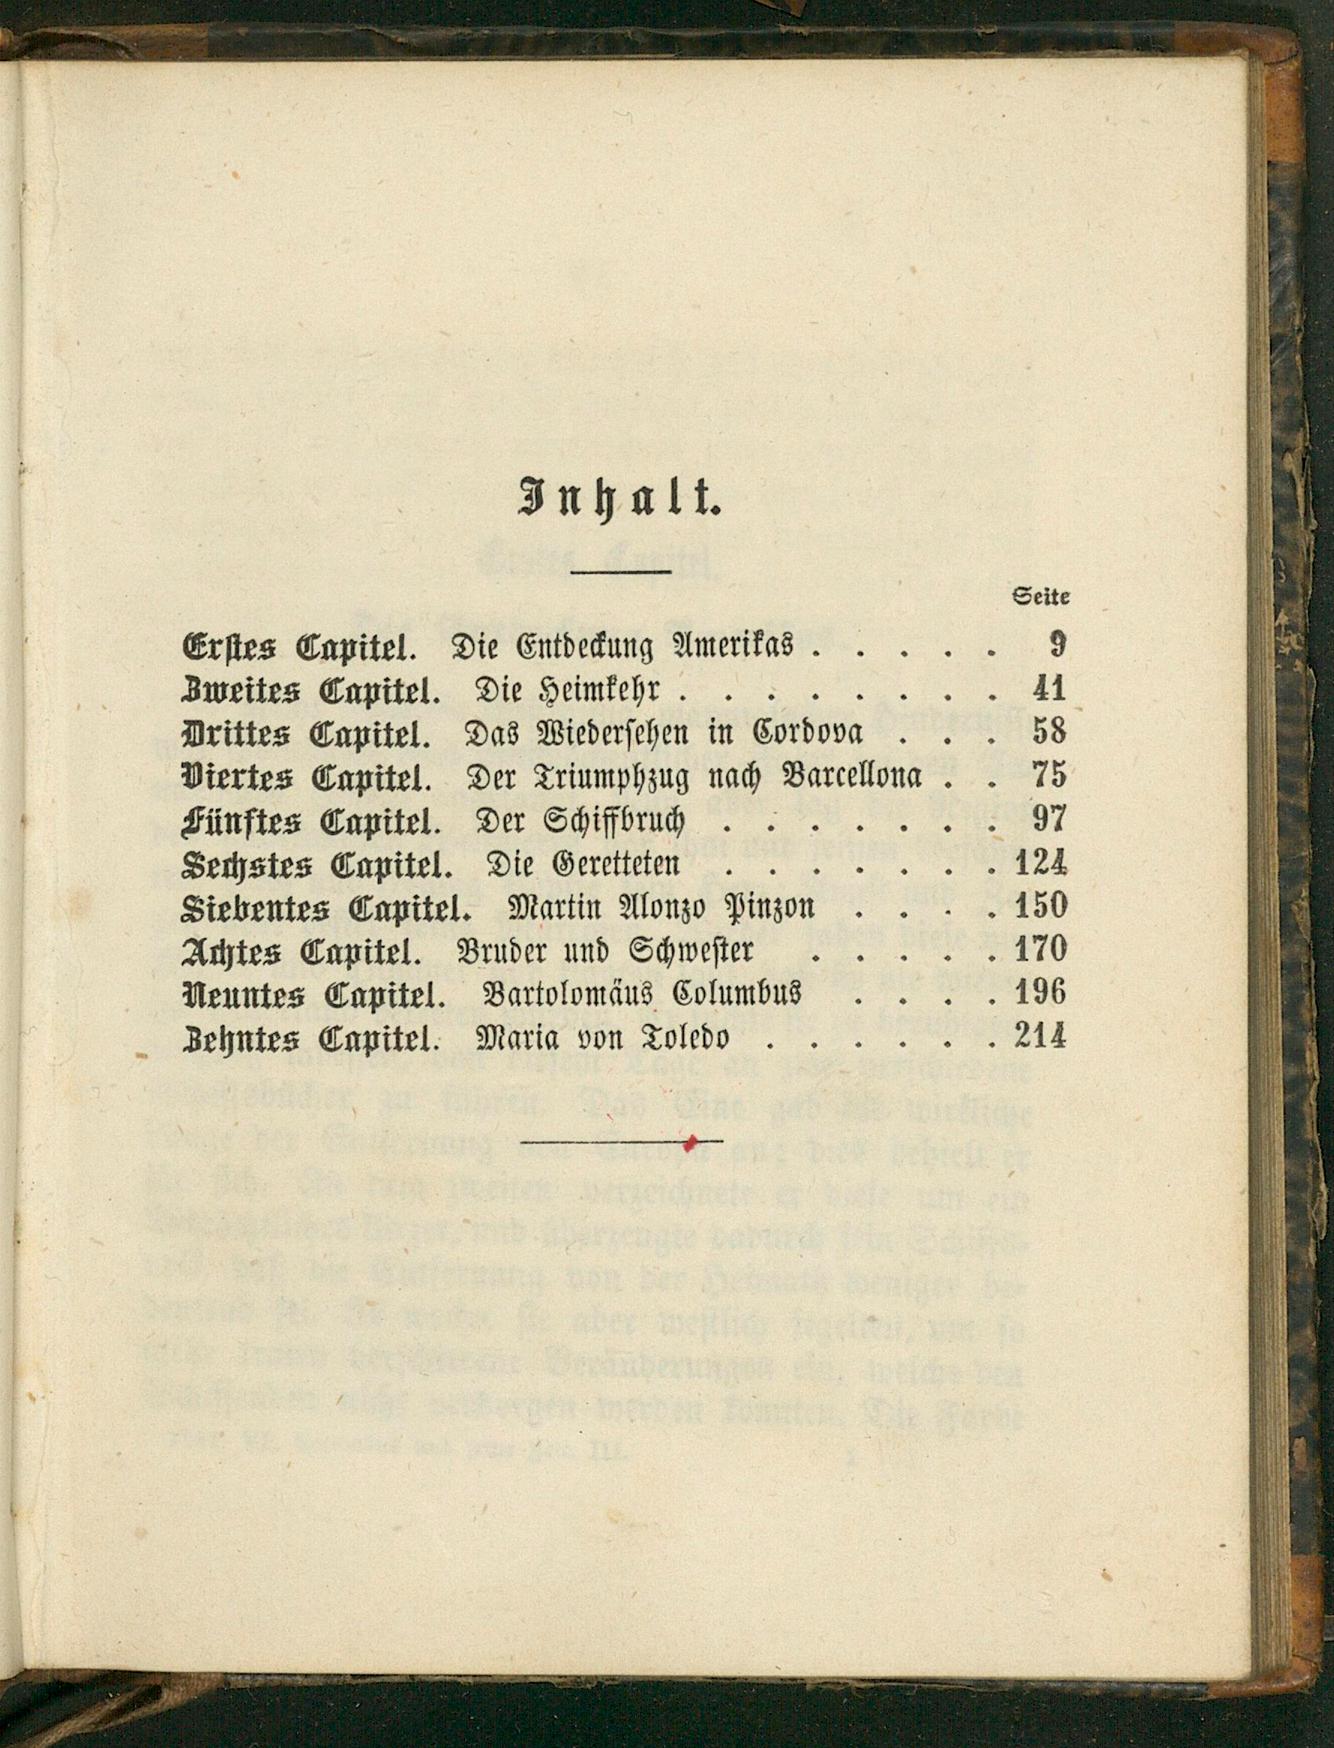 Inhalt.
Seite
Erstes Capitel. Die Entdeckung Amerikas . . . . . 9
Zweites Capitel. Die Heimkehr . . . . . . . . 41
Drittes Capitel. Das Wiedersehen in Cordova . . . 58
Viertes Capitel. Der Triumphzug nach Barcellona . . 75
Fünftes Capitel. Der Schiffbruch . . . . . . . 97
Sechstes Capitel. Die Geretteten . . . . . . . 124
Siebentes Capitel. Martin Alonzo Pinzon . . . . 150
Achtes Capitel. Bruder und Schwester . . . . . 170
Neuntes Capitel. Bartolomäus Columbus . . . . 196
Zehntes Capitel. Maria von Toledo . . . . . . 214